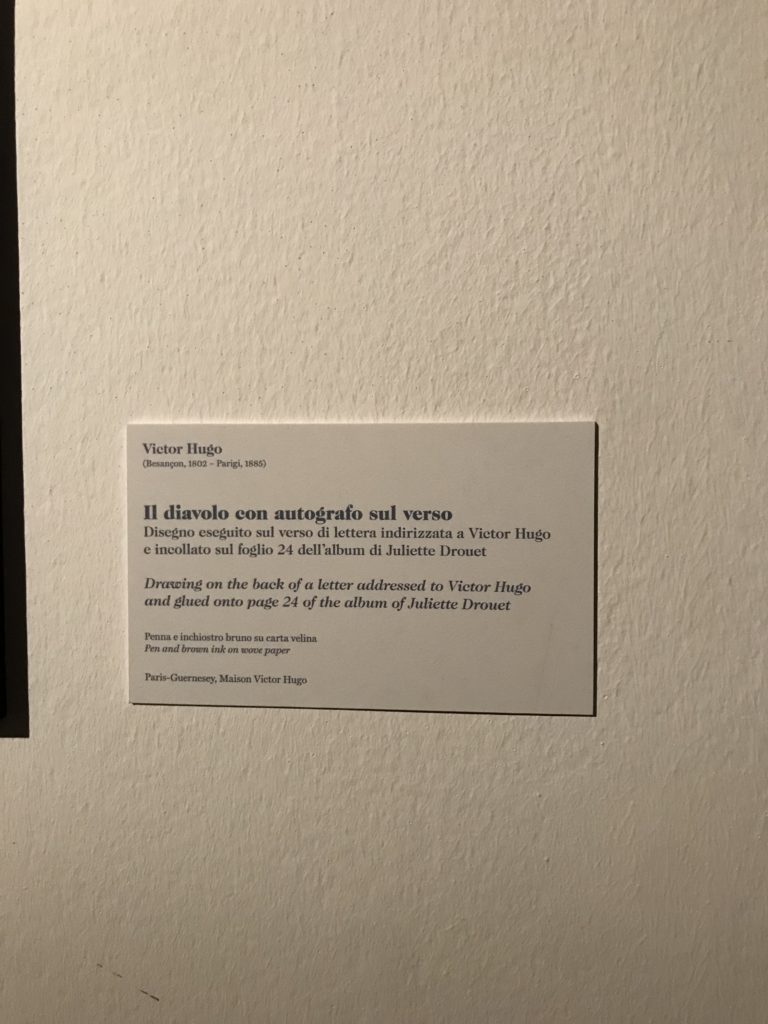 Victor Hugo
(Besançon, 1802 – Parigi, 1885)
Il diavolo con autografo sul verso
Disegno eseguito sul verso di lettera indirizzata a Victor Hugo
e incollato sul foglio 24 dell'album di Juliette Drouet
Drawing on the back of a letter addressed to Victor Hugo
and glued onto page 24 of the album of Juliette Drouet
Penna e inchiostro bruno su carta velina
Pen and brown ink on wove paper
Paris-Guernesey, Maison Victor Hugo